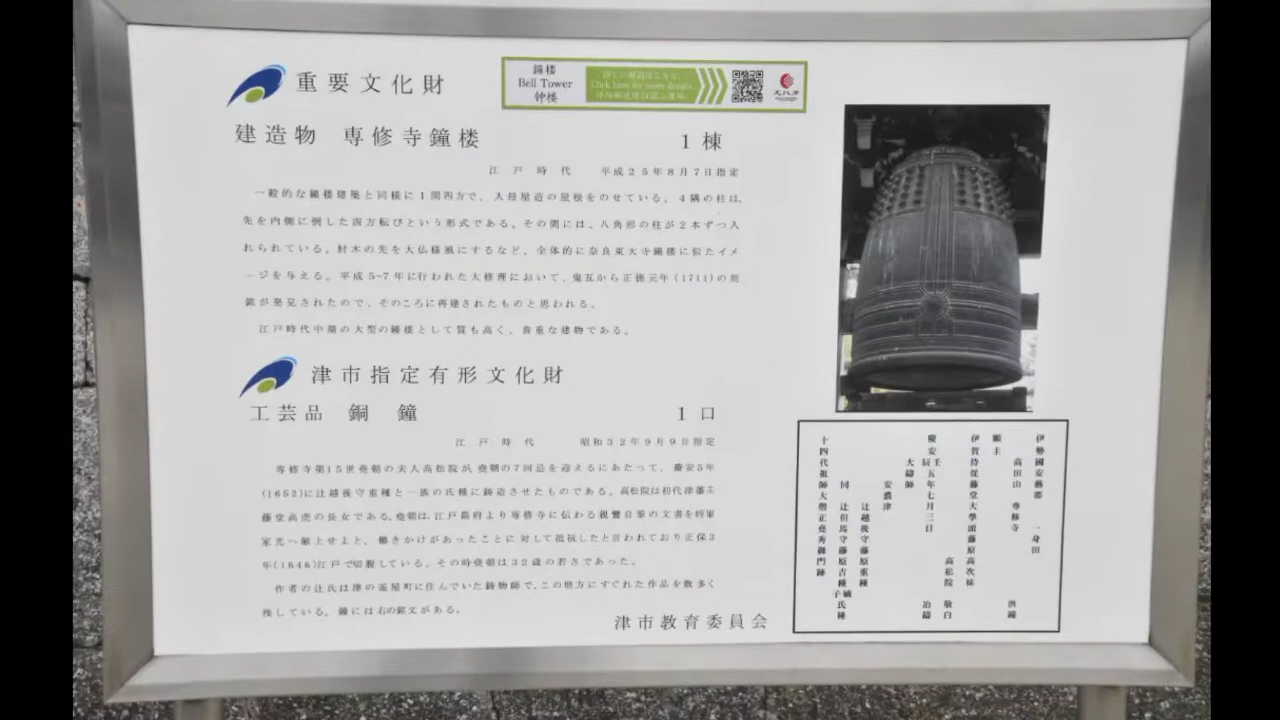 重要文化財
鐘楼
Bell Tower
钟楼
詳しい解説はこちら
Click here for more details.
建造物　専修寺鐘楼　1棟
江戸時代　平成25年8月7日指定
一般的な鐘楼建築と同様に1間四方で、入母屋造の屋根をのせている。4隅の柱は、
先を内側に倒した四方転びという形式である。その間には、八角形の柱が2本ずつ入
れられている。肘木の先を大仏様風にするなど、全体的に奈良東大寺鐘楼に似たイメ
ージを与える。平成5~7年に行われた大修理において、鬼瓦から正徳元年(1711)の刻
銘が発見されたので、そのころに再建されたものと思われる。
江戸時代中期の大型の鐘楼として質も高く、貴重な建物である。
津市指定有形文化財
工芸品　銅　鐘　1口
江戸時代　昭和32年9月9日指定
専修寺第15世堯朝の夫人高松院が、堯朝の7回忌を迎えるにあたって、慶安5年
(1652)に辻越後守重種と一族の氏種に鋳造させたものである。高松院は初代津藩主
藤堂高虎の長女である。堯朝は、江戸幕府より専修寺に伝わる親鸞自筆の文書を将軍
家光へ献上せよと、働きかけがあったことに対して抵抗したと言われており正保3
年(1646)江戸で切腹している。その時堯朝は32歳の若さであった。
作者の辻氏は津の釜屋町に住んでいた鋳物師で、この地方にすぐれた作品を数多く
残している。鐘には右の銘文がある。
津市教育委員会
伊勢國安藝郡　一身田
高田山　専修寺　洪鐘
願主
伊賀侍従藤堂大學頭藤原高次妹
高松院　敬白
慶安壬辰五年七月三日　冶鑄
大鑄師
安濃津
辻越後守藤原重種
同　辻但馬守藤原吉種嫡子氏種
十四代祖師大僧正堯秀御門跡